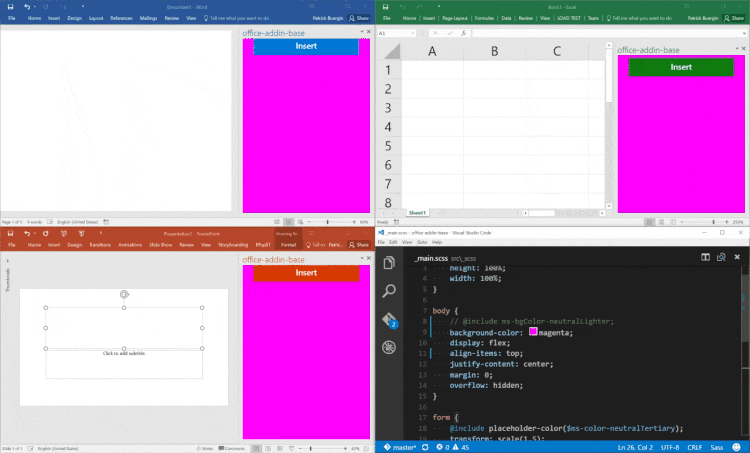 Document1 - Word
Patrick Buergin
File Home Insert Design Layout References Mailings Review View Tell me what you want to do
office-addin-base
Insert
Page 1 of 1 0 words English (United States)
Book1 - Excel
File Home Insert Page Layout Formulas Data Review View LOAD TEST Team Tell me what you want to do
Patrick Buergin
A1
office-addin-base
A B C
1
2
3
4
5
6
7
8
Insert
Sheet1
Ready
Presentation1 - PowerPoint
File Home Insert Design Transitions Animations Slide Show Review View Storyboarding Format Tell m
office-addin-base
Thumbnails
Insert
Click to add subtitle
Slide 1 of 1 English (United States) Notes Comments
_main.scss - office-addin-base - Visual Studio Code
File Edit View Goto Help
_main.scss src\_scss
3 height: 100%;
4 width: 100%;
5 }
6
7 body {
8 // @include ms-bgColor-neutralLighter;
9 background-color: magenta;
10 display: flex;
11 align-items: top;
12 justify-content: center;
13 margin: 0;
14 overflow: hidden;
15 }
16
17 form {
18 @include placeholder-color($ms-color-neutralTertiary);
19 transform: scale(1.5);
2
master* 0 45 Ln 26, Col 2 UTF-8 CRLF Sass